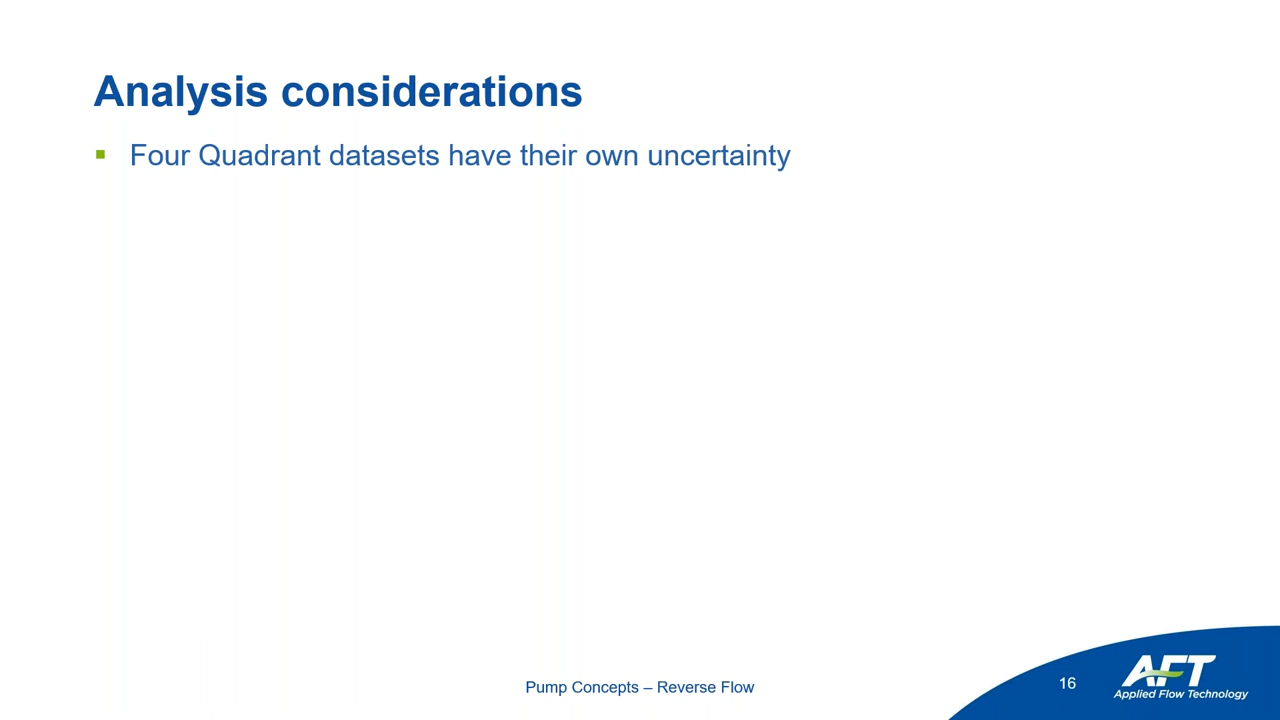 Analysis considerations
Four Quadrant datasets have their own uncertainty
Pump Concepts – Reverse Flow
16
AFT
Applied Flow Technology